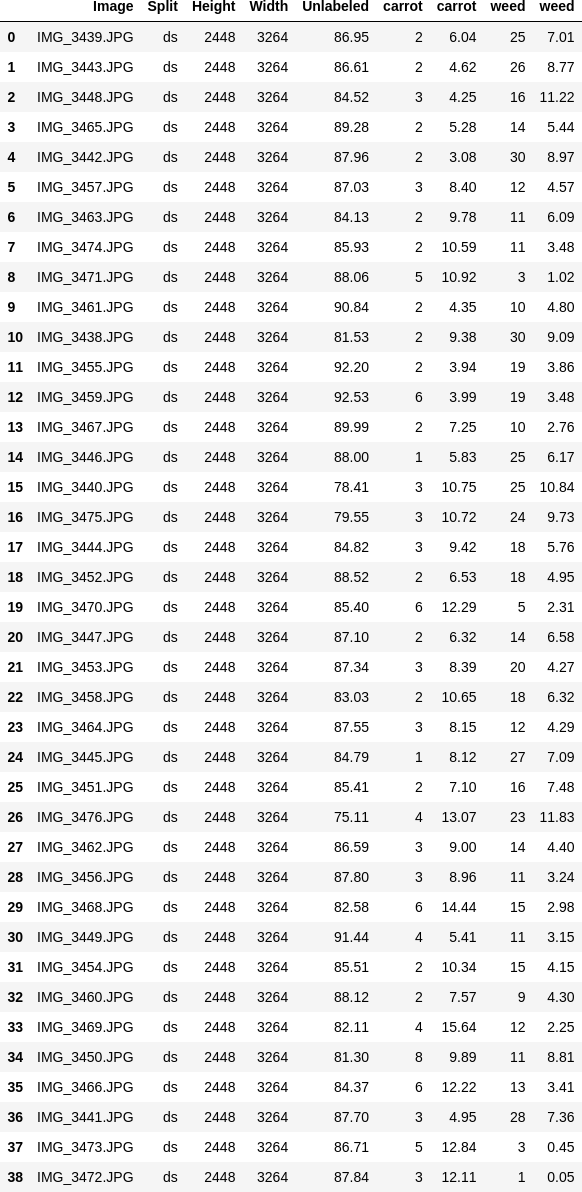 Image Split Height Width Unlabeled carrot carrot weed weed
0 IMG_3439.JPG ds 2448 3264 86.95 2 6.04 25 7.01
1 IMG_3443.JPG ds 2448 3264 86.61 2 4.62 26 8.77
2 IMG_3448.JPG ds 2448 3264 84.52 3 4.25 16 11.22
3 IMG_3465.JPG ds 2448 3264 89.28 2 5.28 14 5.44
4 IMG_3442.JPG ds 2448 3264 87.96 2 3.08 30 8.97
5 IMG_3457.JPG ds 2448 3264 87.03 3 8.40 12 4.57
6 IMG_3463.JPG ds 2448 3264 84.13 2 9.78 11 6.09
7 IMG_3474.JPG ds 2448 3264 85.93 2 10.59 11 3.48
8 IMG_3471.JPG ds 2448 3264 88.06 5 10.92 3 1.02
9 IMG_3461.JPG ds 2448 3264 90.84 2 4.35 10 4.80
10 IMG_3438.JPG ds 2448 3264 81.53 2 9.38 30 9.09
11 IMG_3455.JPG ds 2448 3264 92.20 2 3.94 19 3.86
12 IMG_3459.JPG ds 2448 3264 92.53 6 3.99 19 3.48
13 IMG_3467.JPG ds 2448 3264 89.99 2 7.25 10 2.76
14 IMG_3446.JPG ds 2448 3264 88.00 1 5.83 25 6.17
15 IMG_3440.JPG ds 2448 3264 78.41 3 10.75 25 10.84
16 IMG_3475.JPG ds 2448 3264 79.55 3 10.72 24 9.73
17 IMG_3444.JPG ds 2448 3264 84.82 3 9.42 18 5.76
18 IMG_3452.JPG ds 2448 3264 88.52 2 6.53 18 4.95
19 IMG_3470.JPG ds 2448 3264 85.40 6 12.29 5 2.31
20 IMG_3447.JPG ds 2448 3264 87.10 2 6.32 14 6.58
21 IMG_3453.JPG ds 2448 3264 87.34 3 8.39 20 4.27
22 IMG_3458.JPG ds 2448 3264 83.03 2 10.65 18 6.32
23 IMG_3464.JPG ds 2448 3264 87.55 3 8.15 12 4.29
24 IMG_3445.JPG ds 2448 3264 84.79 1 8.12 27 7.09
25 IMG_3451.JPG ds 2448 3264 85.41 2 7.10 16 7.48
26 IMG_3476.JPG ds 2448 3264 75.11 4 13.07 23 11.83
27 IMG_3462.JPG ds 2448 3264 86.59 3 9.00 14 4.40
28 IMG_3456.JPG ds 2448 3264 87.80 3 8.96 11 3.24
29 IMG_3468.JPG ds 2448 3264 82.58 6 14.44 15 2.98
30 IMG_3449.JPG ds 2448 3264 91.44 4 5.41 11 3.15
31 IMG_3454.JPG ds 2448 3264 85.51 2 10.34 15 4.15
32 IMG_3460.JPG ds 2448 3264 88.12 2 7.57 9 4.30
33 IMG_3469.JPG ds 2448 3264 82.11 4 15.64 12 2.25
34 IMG_3450.JPG ds 2448 3264 81.30 8 9.89 11 8.81
35 IMG_3466.JPG ds 2448 3264 84.37 6 12.22 13 3.41
36 IMG_3441.JPG ds 2448 3264 87.70 3 4.95 28 7.36
37 IMG_3473.JPG ds 2448 3264 86.71 5 12.84 3 0.45
38 IMG_3472.JPG ds 2448 3264 87.84 3 12.11 1 0.05